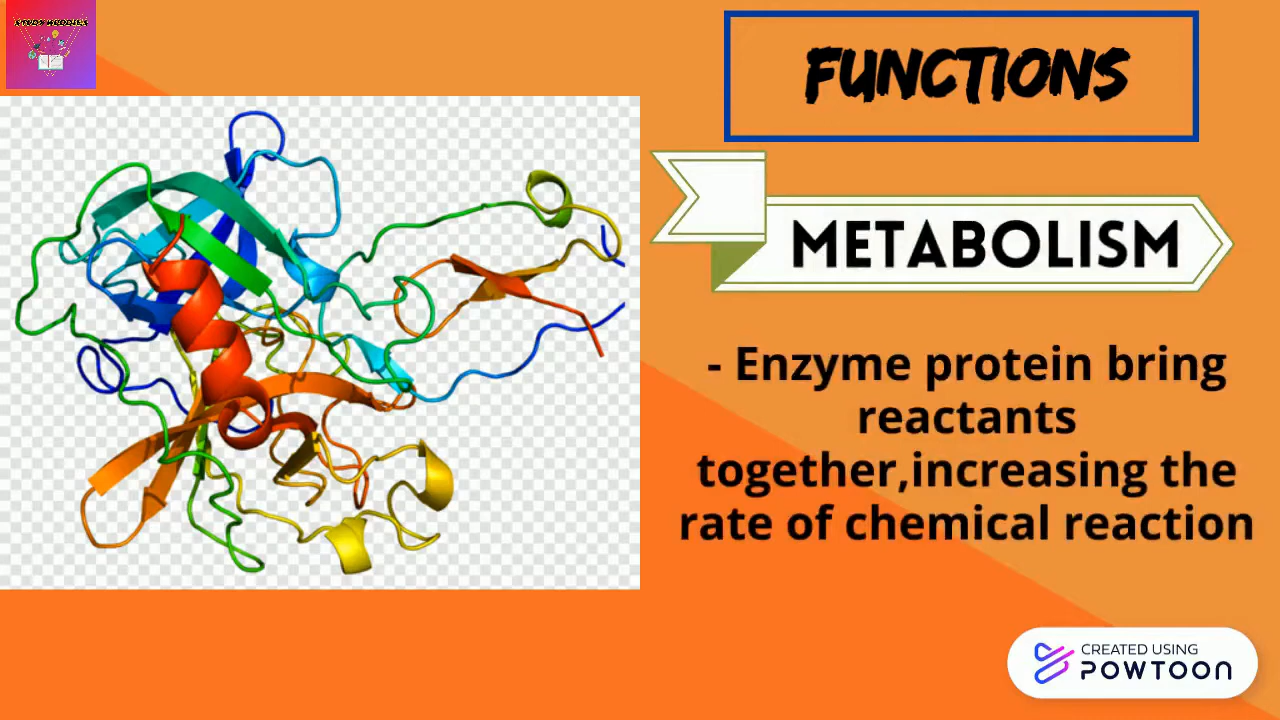 FUNCTIONS
METABOLISM
- Enzyme protein bring
reactants
together,increasing the
rate of chemical reaction
CREATED USING
POWTOON